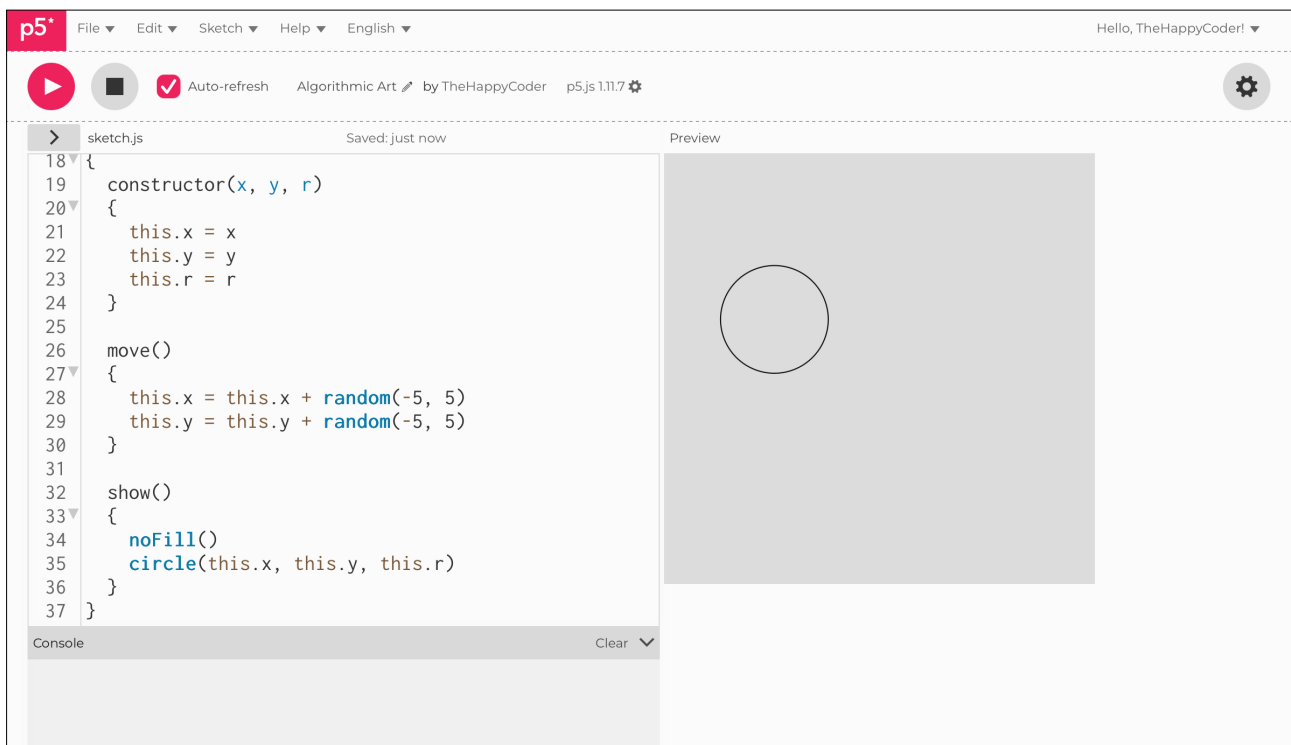 p5* File Edit Sketch Help English Hello, TheHappyCoder!
Auto-refresh Algorithmic Art by TheHappyCoder p5.js 1.11.7
sketch.js Saved: just now Preview
18 {
19 constructor(x, y, r)
20 {
21 this.x = x
22 this.y = y
23 this.r = r
24 }
25
26 move()
27 {
28 this.x = this.x + random(-5, 5)
29 this.y = this.y + random(-5, 5)
30 }
31
32 show()
33 {
34 noFill()
35 circle(this.x, this.y, this.r)
36 }
37 }
Console Clear